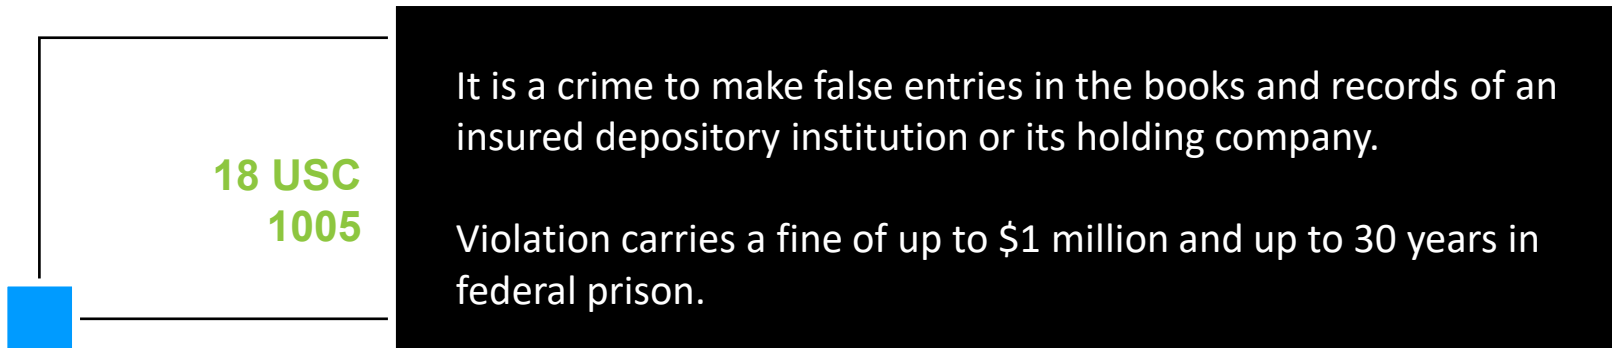 18 USC
1005
It is a crime to make false entries in the books and records of an
insured depository institution or its holding company.
Violation carries a fine of up to $1 million and up to 30 years in
federal prison.